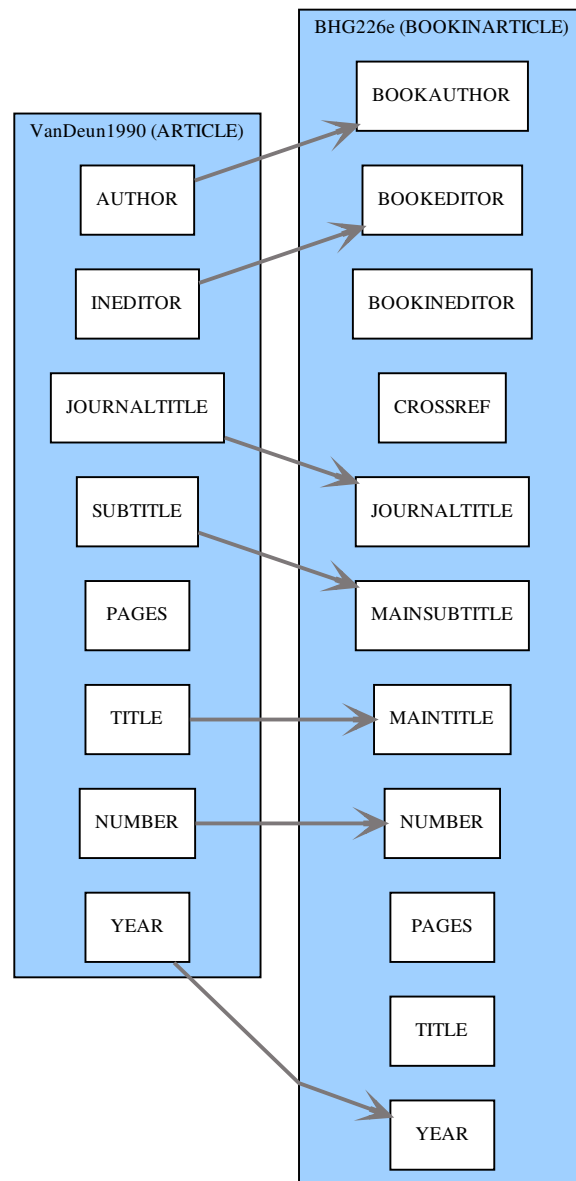 VanDeun1990 (ARTICLE)
AUTHOR
INEDITOR
JOURNALTITLE
SUBTITLE
PAGES
TITLE
NUMBER
YEAR
BHG226e (BOOKINARTICLE)
BOOKAUTHOR
BOOKEDITOR
BOOKINEDITOR
CROSSREF
JOURNALTITLE
MAINSUBTITLE
MAINTITLE
NUMBER
PAGES
TITLE
YEAR